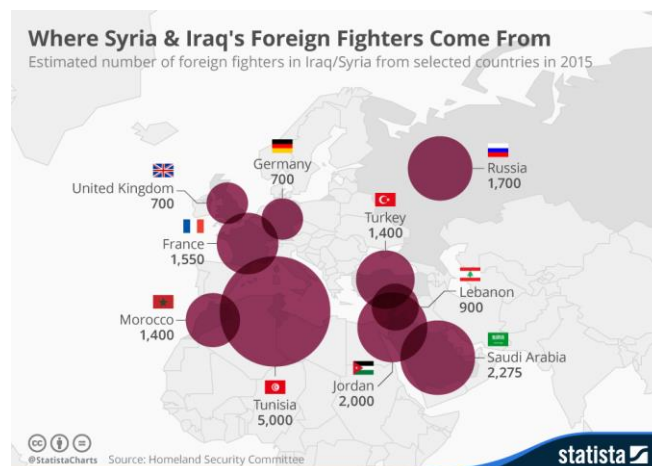 Where Syria & Iraq's Foreign Fighters Come From
Estimated number of foreign fighters in Iraq/Syria from selected countries in 2015
Germany
700
United Kingdom
700
Russia
1,700
Turkey
1,400
France
1,550
Lebanon
900
Morocco
1,400
Saudi Arabia
2,275
Jordan
2,000
Tunisia
5,000
@StatistaCharts Source: Homeland Security Committee
statista